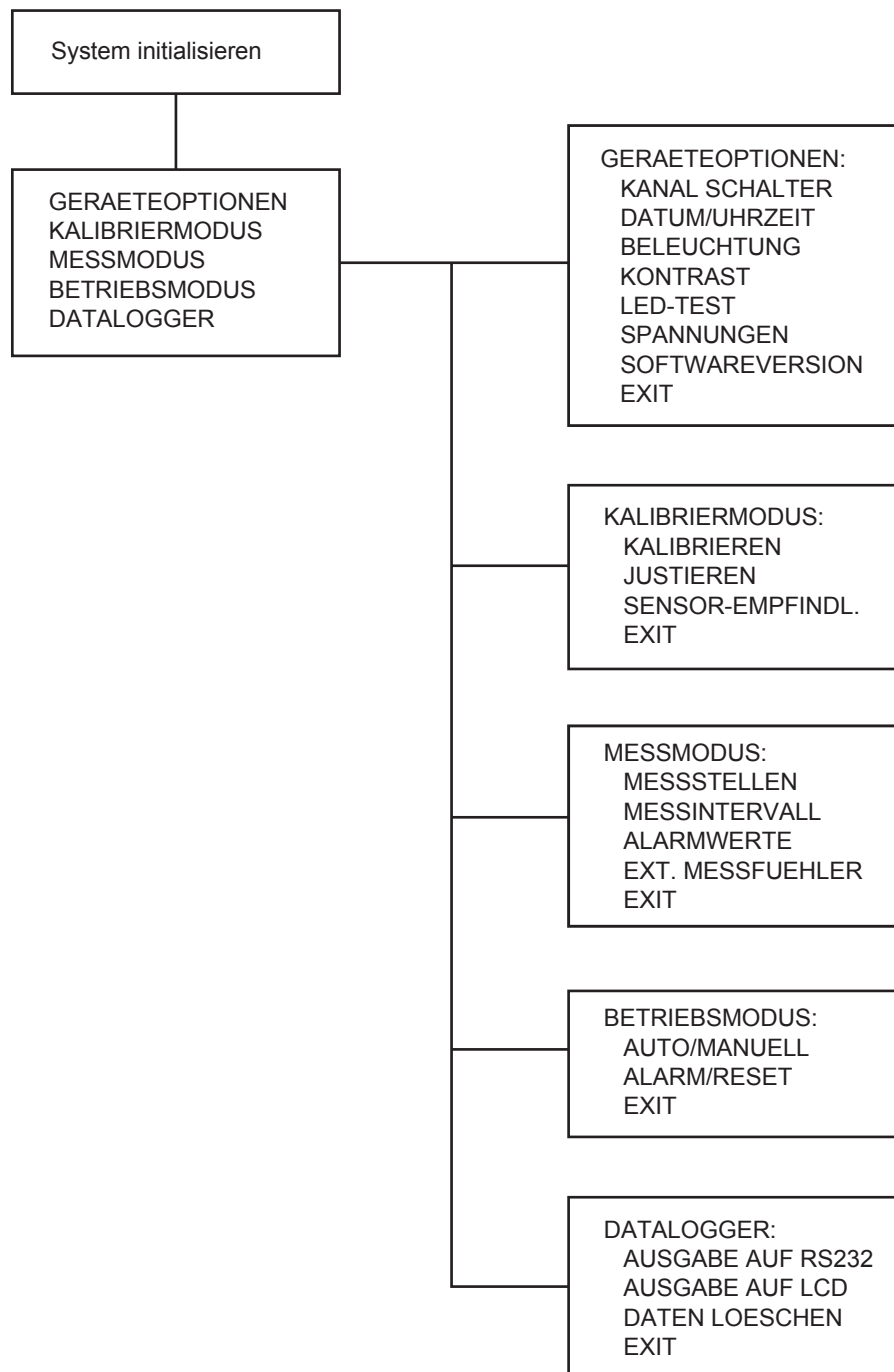 System initialisieren
GERAETEOPTIONEN
KALIBRIERMODUS
MESSMODUS
BETRIEBSMODUS
DATALOGGER
GERAETEOPTIONEN:
KANAL SCHALTER
DATUM/UHRZEIT
BELEUCHTUNG
KONTRAST
LED-TEST
SPANNUNGEN
SOFTWAREVERSION
EXIT
KALIBRIERMODUS:
KALIBRIEREN
JUSTIEREN
SENSOR-EMPFINDL.
EXIT
MESSMODUS:
MESSSTELLEN
MESSINTERVALL
ALARMWERTE
EXT. MESSFUEHLER
EXIT
BETRIEBSMODUS:
AUTO/MANUELL
ALARM/RESET
EXIT
DATALOGGER:
AUSGABE AUF RS232
AUSGABE AUF LCD
DATEN LOESCHEN
EXIT